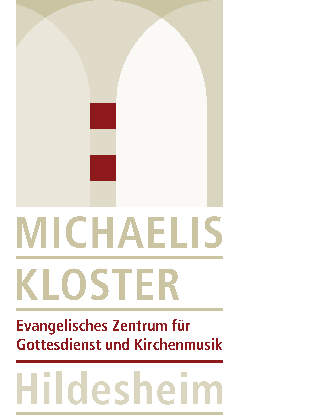 MICHAELIS
KLOSTER
Evangelisches Zentrum für
Gottesdienst und Kirchenmusik
Hildesheim